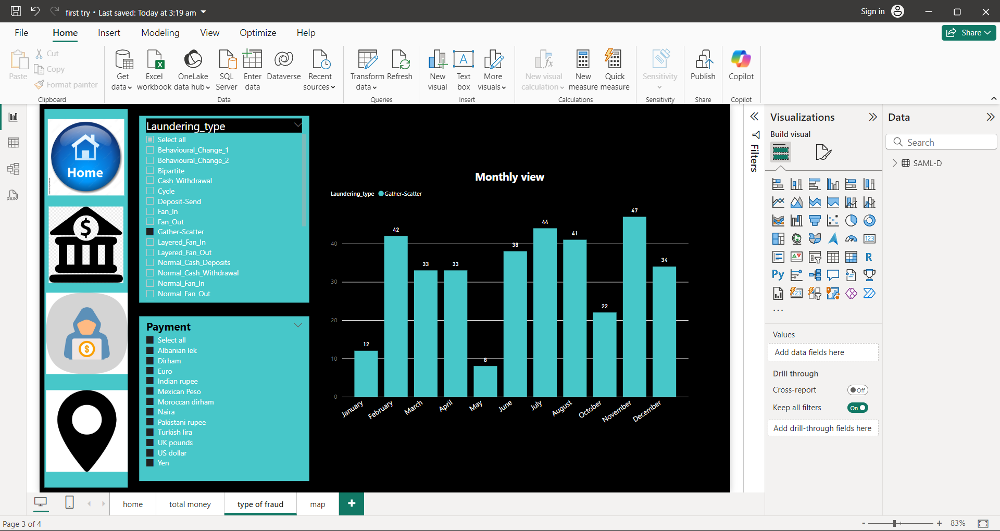 first try • Last saved: Today at 3:19 am
Sign in
File
Home
Insert
Modeling
View
Optimize
Help
Share
Paste
Cut
Copy
Format painter
Clipboard
Get data
Excel workbook
OneLake data hub
SQL Server
Enter data
Dataverse
Recent sources
Data
Transform data
Refresh
Queries
New visual
Text box
More visuals
Insert
New visual calculation
New measure
Quick measure
Calculations
Sensitivity
Sensitivity
Publish
Share
Copilot
Copilot
Home
Laundering_type
Select all
Behavioural_Change_1
Behavioural_Change_2
Bipartite
Cash_Withdrawal
Cycle
Deposit-Send
Fan_In
Fan_Out
Gather-Scatter
Layered_Fan_In
Layered_Fan_Out
Normal_Cash_Deposits
Normal_Cash_Withdrawal
Normal_Fan_In
Normal_Fan_Out
Payment
Select all
Albanian lek
Dirham
Euro
Indian rupee
Mexican Peso
Moroccan dirham
Naira
Pakistani rupee
Turkish lira
UK pounds
US dollar
Yen
Monthly view
Laundering_type Gather-Scatter
40
30
20
10
0
12
42
33
33
8
38
44
41
22
47
34
January
February
March
April
May
June
July
August
October
November
December
Filters
Visualizations
Build visual
123
R
Py
123
...
Values
Add data fields here
Drill through
Cross-report
Off
Keep all filters
On
Add drill-through fields here
Data
Search
SAML-D
home
total money
type of fraud
map
+
Page 3 of 4
- + 83%